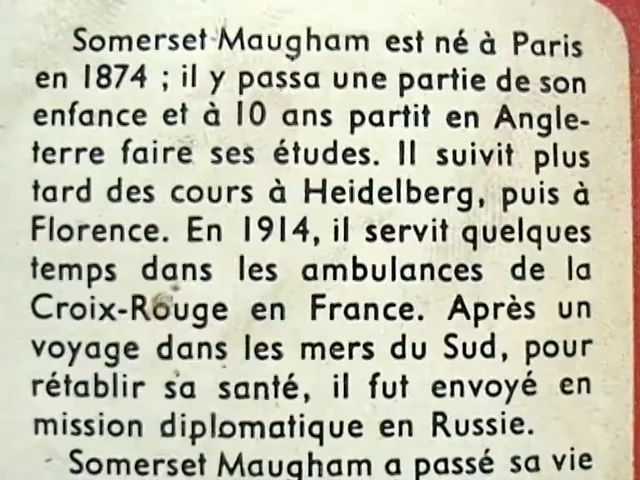 Somerset Maugham est né à Paris
en 1874 ; il y passa une partie de son
enfance et à 10 ans partit en Angle-
terre faire ses études. Il suivit plus
tard des cours à Heidelberg, puis à
Florence. En 1914, il servit quelques
temps dans les ambulances de la
Croix-Rouge en France. Après un
voyage dans les mers du Sud, pour
rétablir sa santé, il fut envoyé en
mission diplomatique en Russie.
Somerset Maugham a passé sa vie